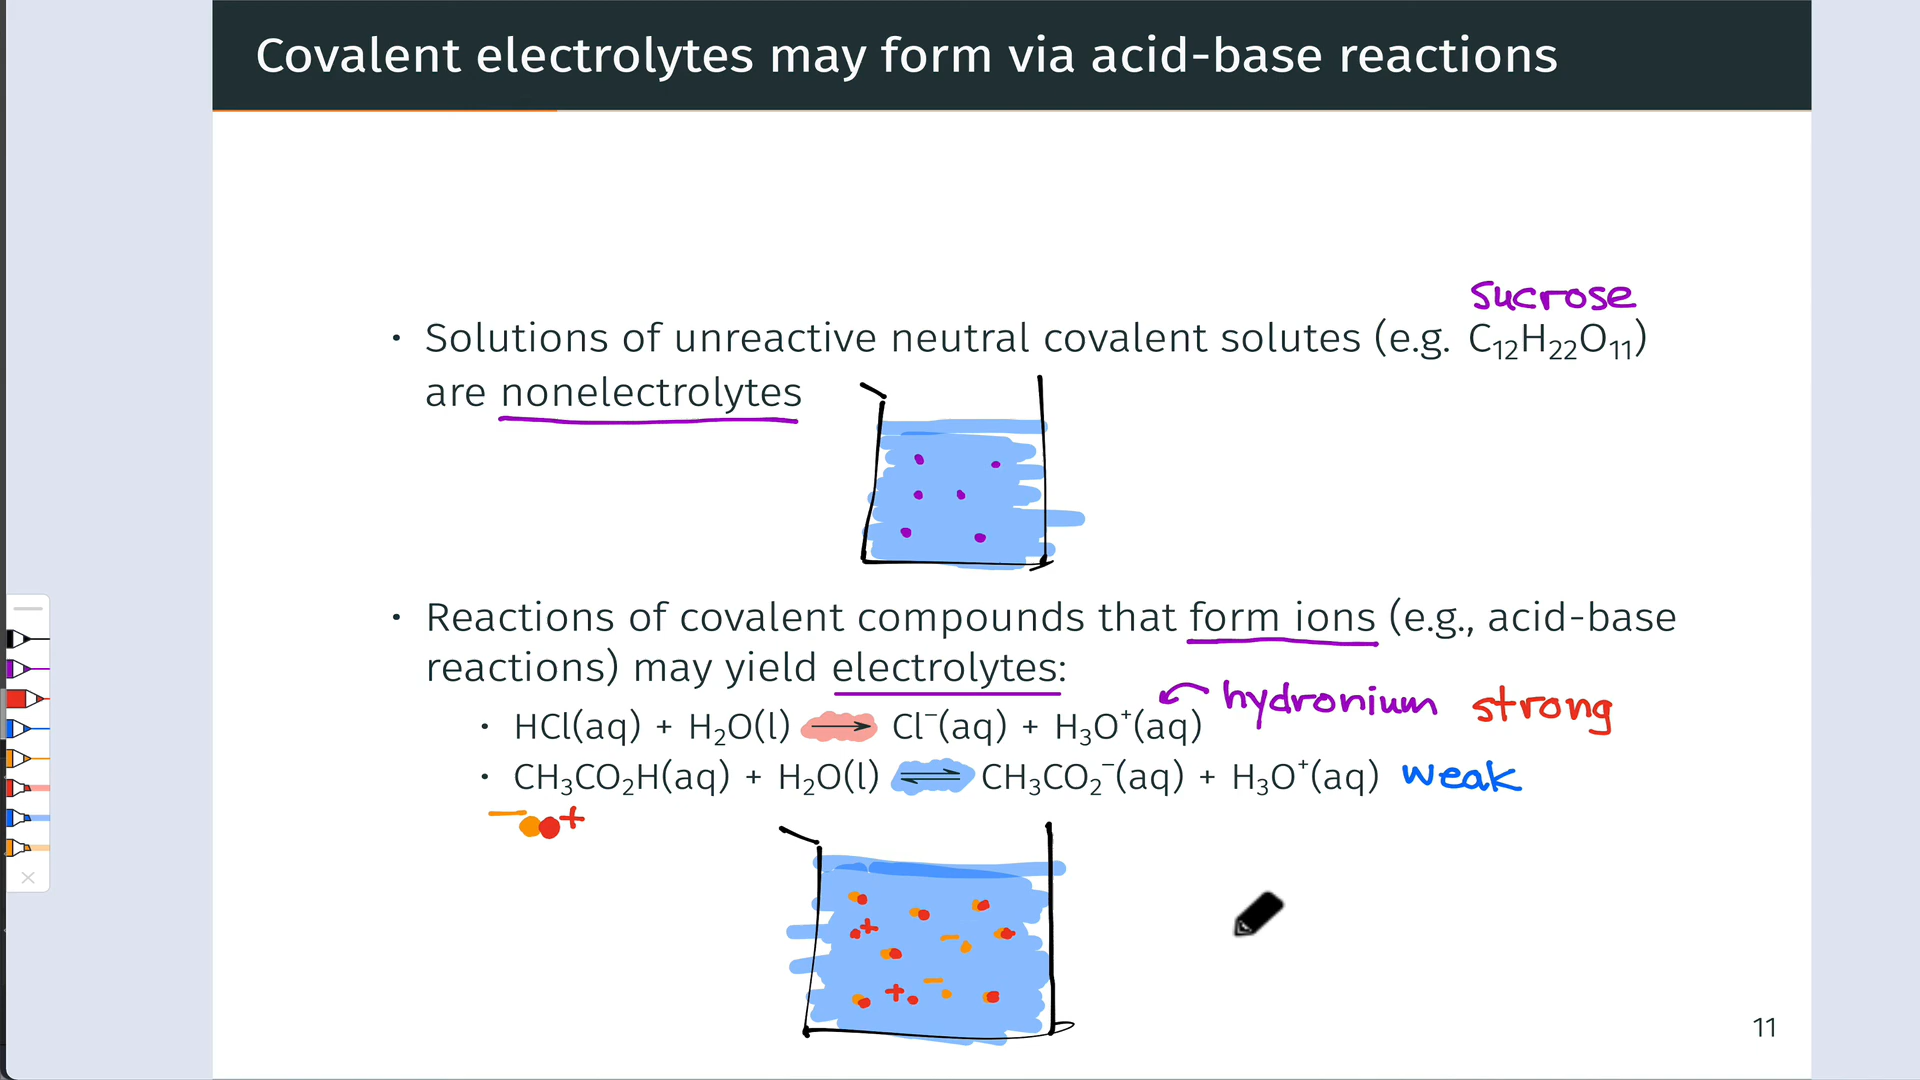 Covalent electrolytes may form via acid-base reactions
sucrose
• Solutions of unreactive neutral covalent solutes (e.g. C₁₂H₂₂O₁₁)
are nonelectrolytes
• Reactions of covalent compounds that form ions (e.g., acid-base
reactions) may yield electrolytes:
hydronium strong
• HCl(aq) + H₂O(l) → Cl⁻(aq) + H₃O⁺(aq)
• CH₃CO₂H(aq) + H₂O(l) ⇌ CH₃CO₂⁻(aq) + H₃O⁺(aq) weak
− +
+ −
+ −
11